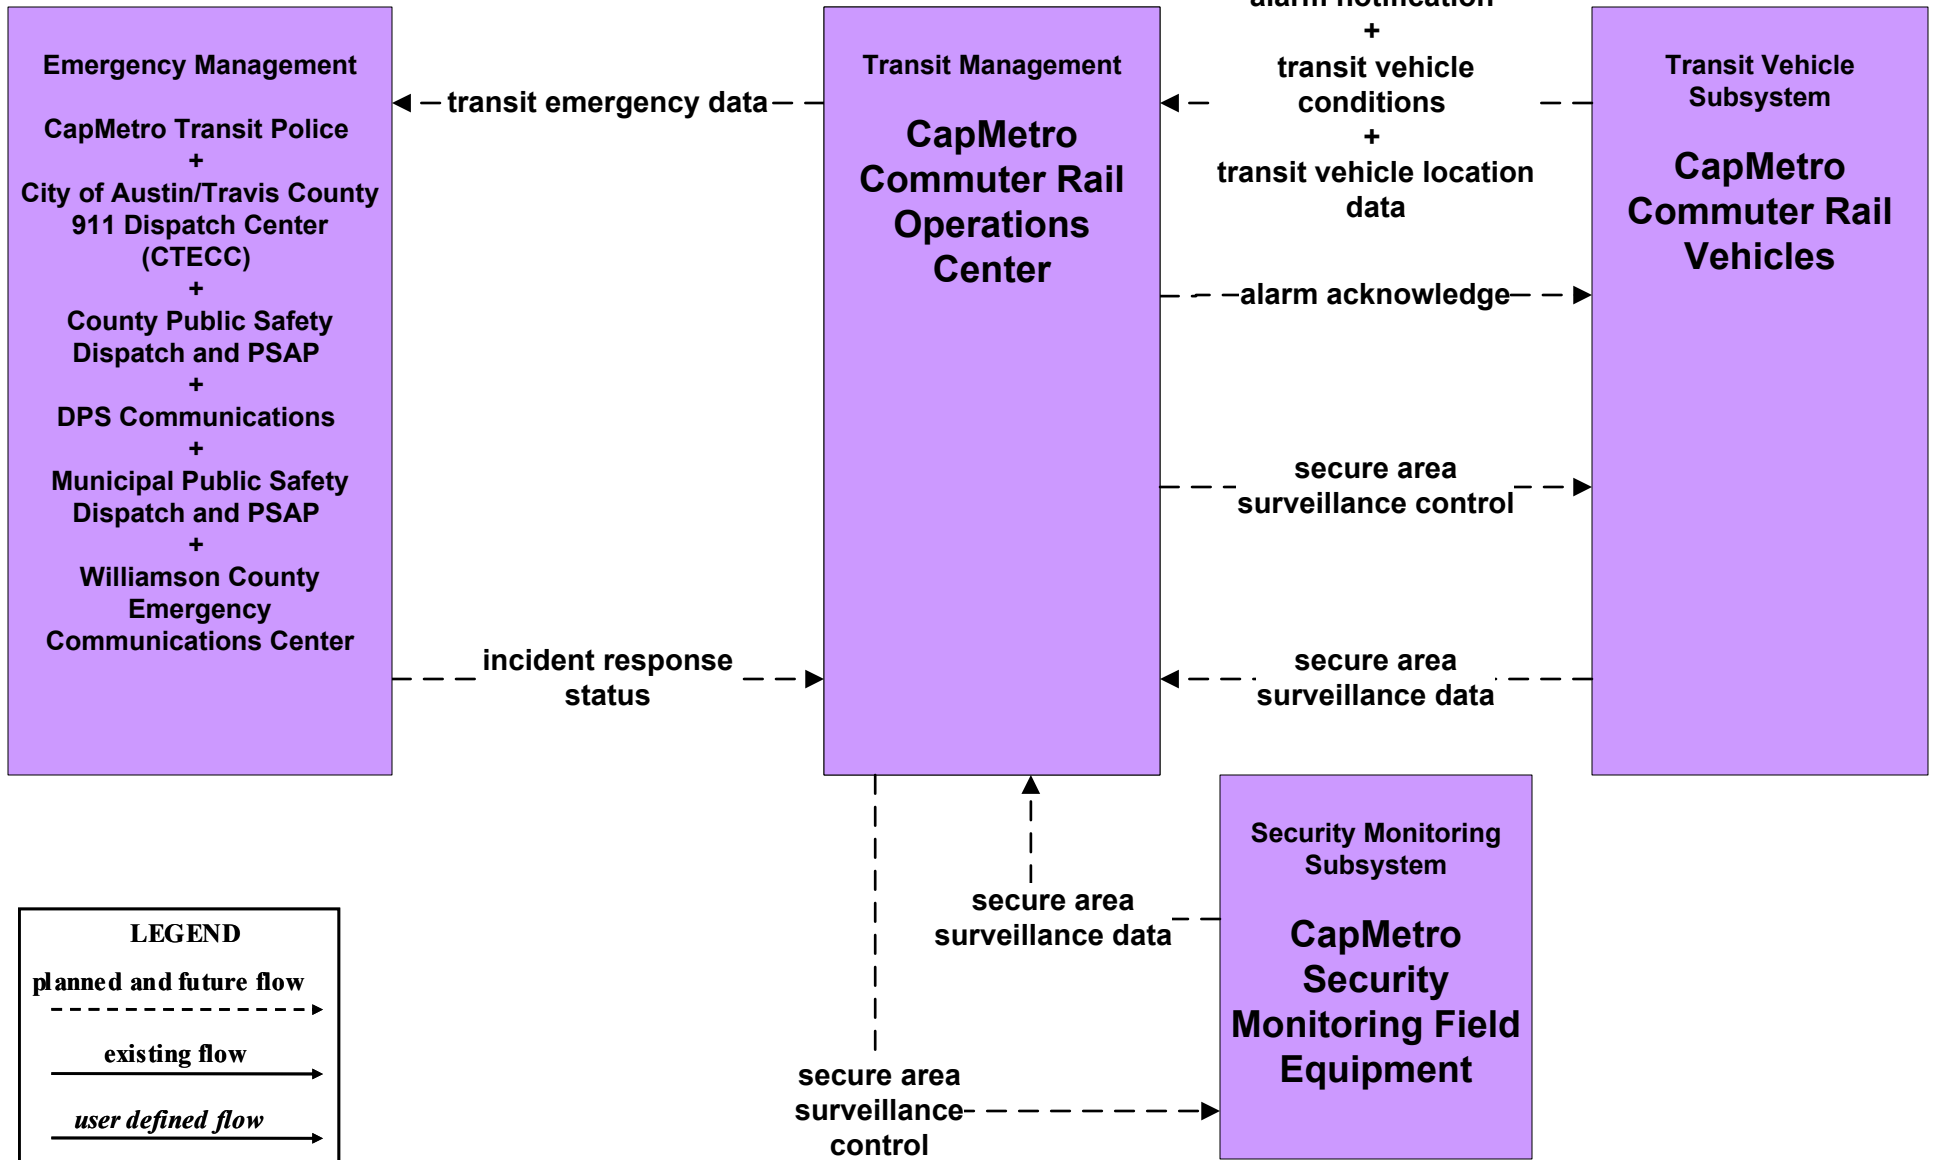 Emergency Management
CapMetro Transit Police
+
City of Austin/Travis County
911 Dispatch Center
(CTECC)
+
County Public Safety
Dispatch and PSAP
+
DPS Communications
+
Municipal Public Safety
Dispatch and PSAP
+
Williamson County
Emergency
Communications Center
transit emergency data
incident response
status
Transit Management
CapMetro
Commuter Rail
Operations
Center
alarm notification
+
transit vehicle
conditions
+
transit vehicle location
data
alarm acknowledge
secure area
surveillance control
secure area
surveillance data
Transit Vehicle
Subsystem
CapMetro
Commuter Rail
Vehicles
secure area
surveillance data
secure area
surveillance
control
Security Monitoring
Subsystem
CapMetro
Security
Monitoring Field
Equipment
LEGEND
planned and future flow
existing flow
user defined flow